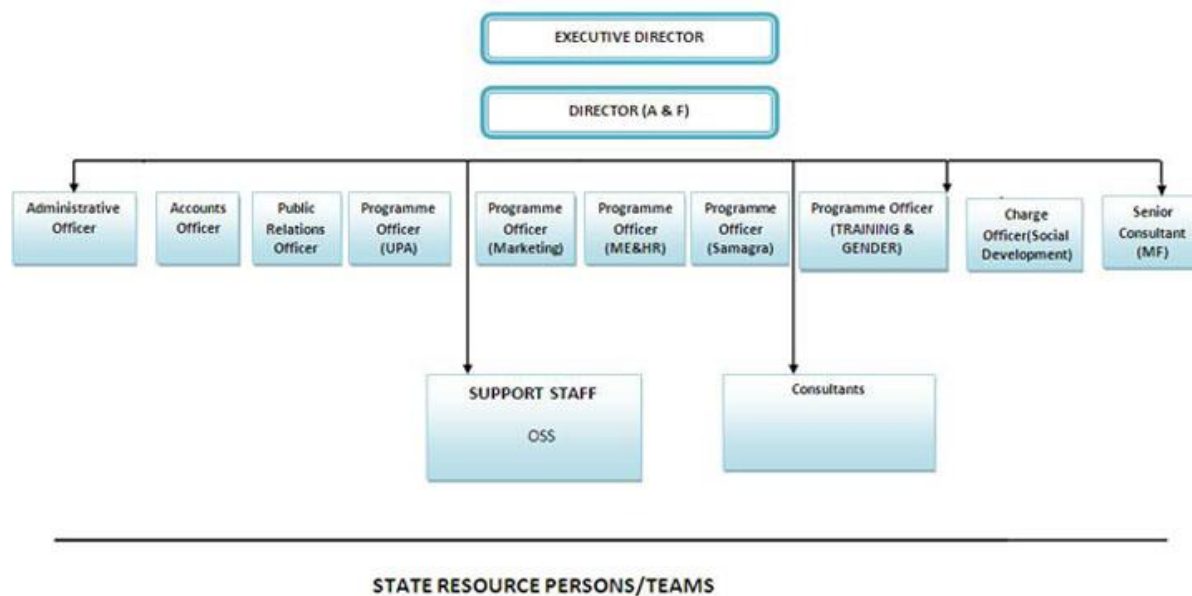 EXECUTIVE DIRECTOR
DIRECTOR (A & F)
Administrative
Officer
Accounts
Officer
Public
Relations
Officer
Programme
Officer
(UPA)
Programme
Officer
(Marketing)
Programme
Officer
(ME&HR)
Programme
Officer
(Samagra)
Programme Officer
(TRAINING &
GENDER)
Charge
Officer(Social
Development)
Senior
Consultant
(MF)
SUPPORT STAFF
OSS
Consultants
STATE RESOURCE PERSONS/TEAMS